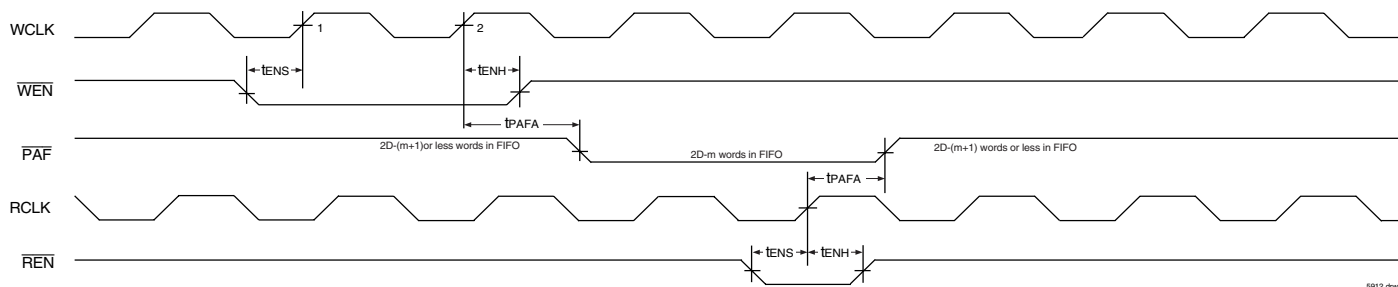 WCLK
1
2
tENS
tENH
WEN
tPAFA
PAF
2D-(m+1)or less words in FIFO
2D-m words in FIFO
2D-(m+1) words or less in FIFO
tPAFA
RCLK
tENS
tENH
REN